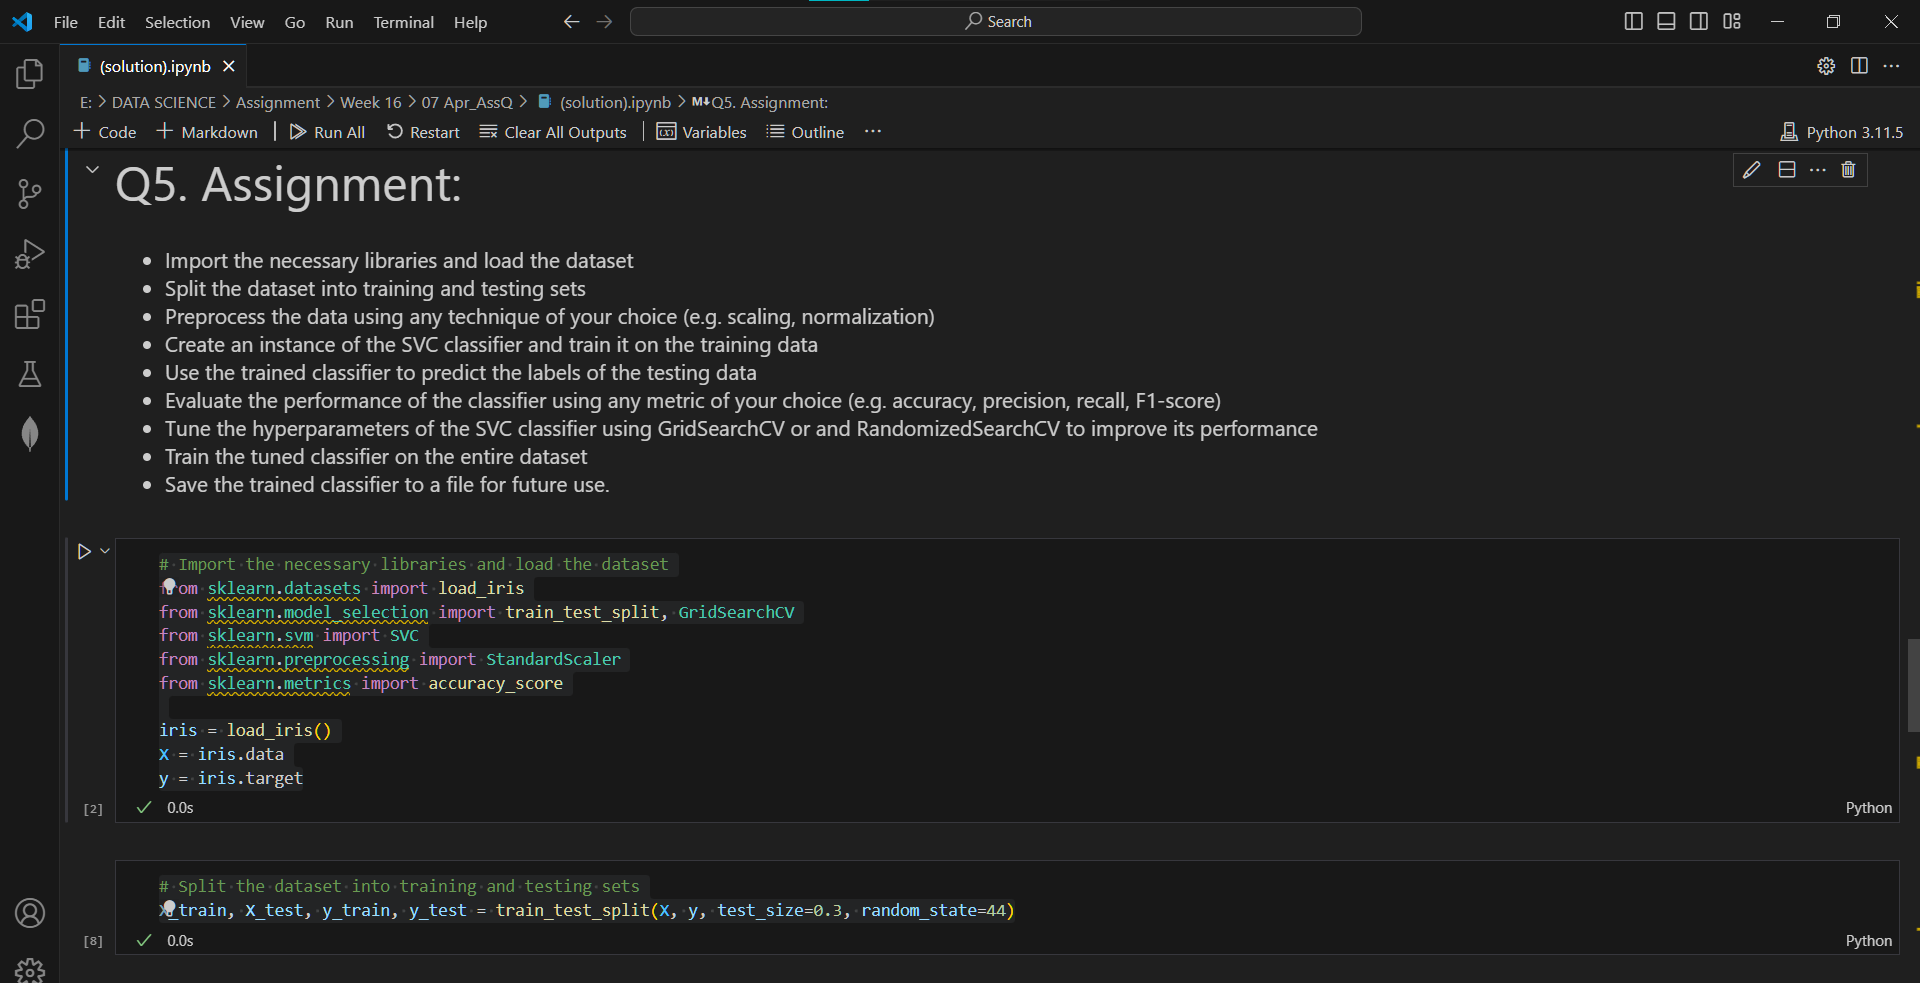 File Edit Selection View Go Run Terminal Help Search
(solution).ipynb
E: > DATA SCIENCE > Assignment > Week 16 > 07 Apr_AssQ > (solution).ipynb > M↓Q5. Assignment:
+ Code + Markdown | Run All Restart Clear All Outputs | Variables Outline ··· Python 3.11.5
Q5. Assignment:
• Import the necessary libraries and load the dataset
• Split the dataset into training and testing sets
• Preprocess the data using any technique of your choice (e.g. scaling, normalization)
• Create an instance of the SVC classifier and train it on the training data
• Use the trained classifier to predict the labels of the testing data
• Evaluate the performance of the classifier using any metric of your choice (e.g. accuracy, precision, recall, F1-score)
• Tune the hyperparameters of the SVC classifier using GridSearchCV or and RandomizedSearchCV to improve its performance
• Train the tuned classifier on the entire dataset
• Save the trained classifier to a file for future use.
# Import the necessary libraries and load the dataset
from sklearn.datasets import load_iris
from sklearn.model_selection import train_test_split, GridSearchCV
from sklearn.svm import SVC
from sklearn.preprocessing import StandardScaler
from sklearn.metrics import accuracy_score
iris = load_iris()
X = iris.data
y = iris.target
[2] 0.0s Python
# Split the dataset into training and testing sets
X_train, X_test, y_train, y_test = train_test_split(X, y, test_size=0.3, random_state=44)
[8] 0.0s Python